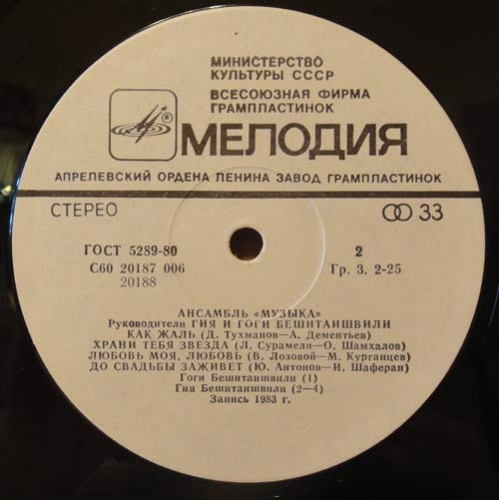 МИНИСТЕРСТВО
КУЛЬТУРЫ СССР
ВСЕСОЮЗНАЯ ФИРМА
ГРАМПЛАСТИНОК
®
МЕЛОДИЯ
АПРЕЛЕВСКИЙ ОРДЕНА ЛЕНИНА ЗАВОД ГРАМПЛАСТИНОК
СТЕРЕО 33
ГОСТ 5289-80 2
С60 20187 006 Гр. 3. 2-25
20188
АНСАМБЛЬ «МУЗЫКА»
Руководители ГИЯ И ГОГИ БЕШИТАИШВИЛИ
КАК ЖАЛЬ (Д. Тухманов—А. Дементьев)
ХРАНИ ТЕБЯ ЗВЕЗДА (Л. Сурамели—О. Шамхалов)
ЛЮБОВЬ МОЯ, ЛЮБОВЬ (В. Лозовой—М. Курганцев)
ДО СВАДЬБЫ ЗАЖИВЕТ (Ю. Антонов—И. Шаферан)
Гоги Бешитаишвили (1)
Гия Бешитаишвили (2—4)
Запись 1983 г.